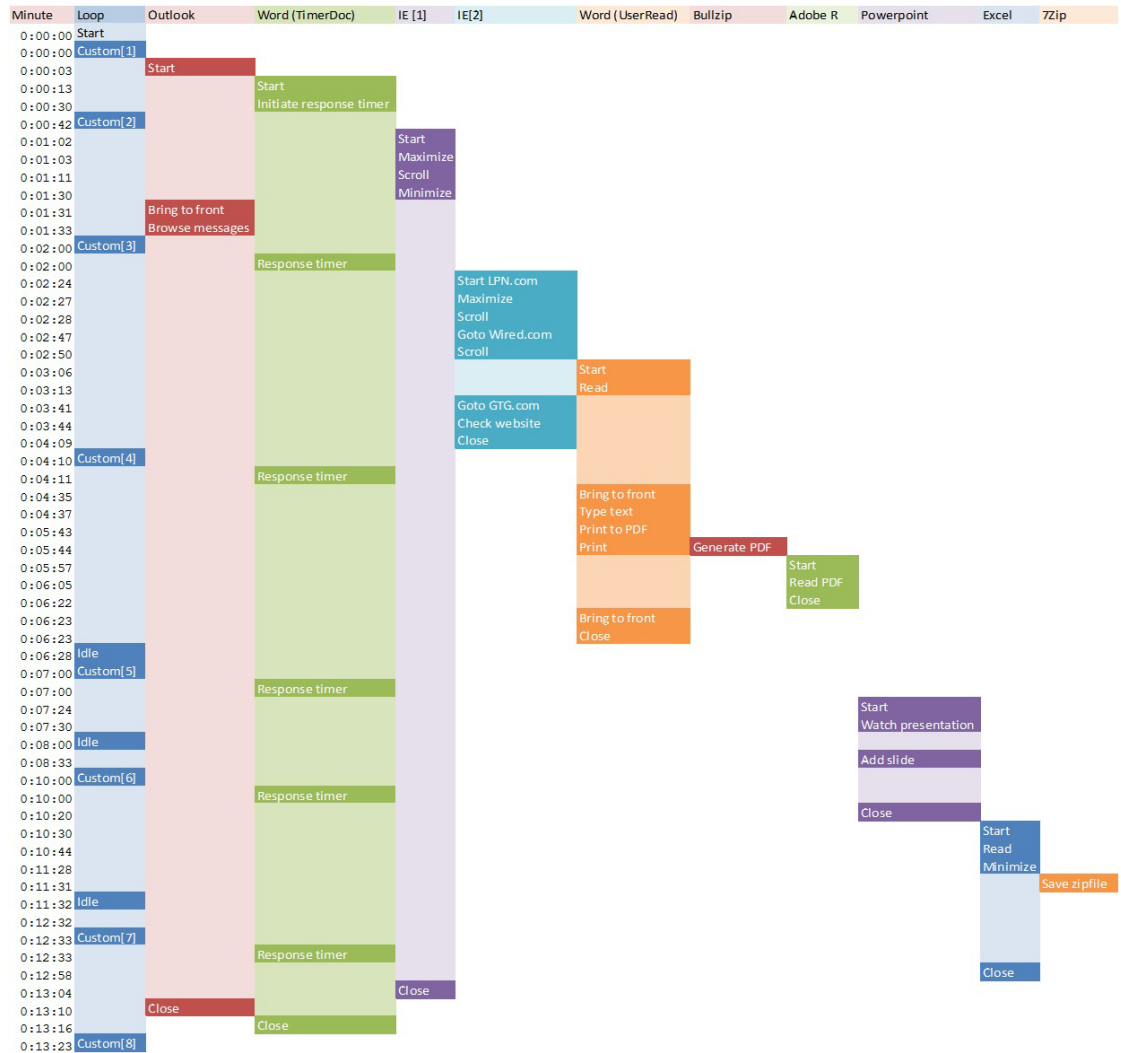 Minute Loop Outlook Word (TimerDoc) IE [1] IE[2] Word (UserRead) Bullzip Adobe R Powerpoint Excel 7Zip
0:00:00 Start
0:00:00 Custom[1]
0:00:03 Start
0:00:13 Start
0:00:30 Initiate response timer
0:00:42 Custom[2]
0:01:02 Start
0:01:03 Maximize
0:01:11 Scroll
0:01:30 Minimize
0:01:31 Bring to front
0:01:33 Browse messages
0:02:00 Custom[3]
0:02:00 Response timer
0:02:24 Start LPN.com
0:02:27 Maximize
0:02:28 Scroll
0:02:47 Goto Wired.com
0:02:50 Scroll
0:03:06 Start
0:03:13 Read
0:03:41 Goto GTG.com
0:03:44 Check website
0:04:09 Close
0:04:10 Custom[4]
0:04:11 Response timer
0:04:35 Bring to front
0:04:37 Type text
0:05:43 Print to PDF
0:05:44 Print Generate PDF
0:05:57 Start
0:06:05 Read PDF
0:06:22 Close
0:06:23 Bring to front
0:06:23 Close
0:06:28 Idle
0:07:00 Custom[5]
0:07:00 Response timer
0:07:24 Start
0:07:30 Watch presentation
0:08:00 Idle
0:08:33 Add slide
0:10:00 Custom[6]
0:10:00 Response timer
0:10:20 Close
0:10:30 Start
0:10:44 Read
0:11:28 Minimize
0:11:31 Save zipfile
0:11:32 Idle
0:12:32
0:12:33 Custom[7]
0:12:33 Response timer
0:12:58 Close
0:13:04 Close
0:13:10 Close
0:13:16 Close
0:13:23 Custom[8]